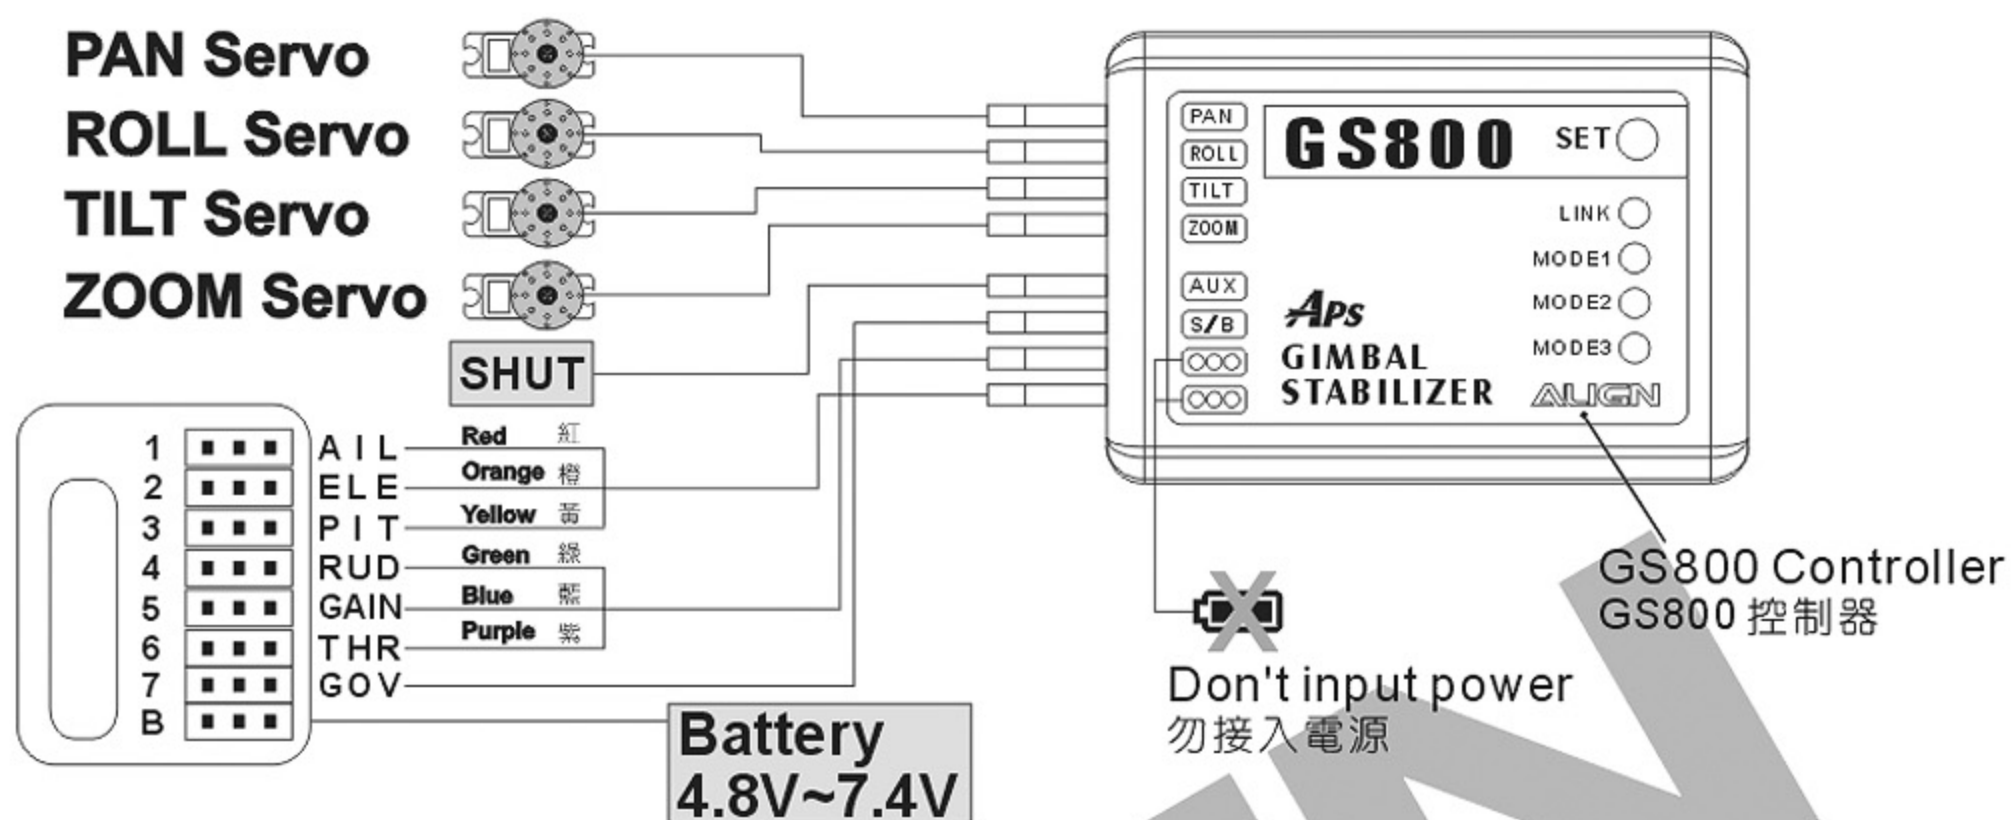 PAN Servo
ROLL Servo
TILT Servo
ZOOM Servo
SHUT
1 AIL Red 紅
2 ELE Orange 橙
3 PIT Yellow 黃
4 RUD Green 綠
5 GAIN Blue 藍
6 THR Purple 紫
7 GOV
B
Battery
4.8V~7.4V
PAN
ROLL
TILT
ZOOM
AUX
S/B
GS800 SET
LINK
MODE1
MODE2
MODE3
APS
GIMBAL
STABILIZER
ALIGN
GS800 Controller
GS800 控制器
Don't input power
勿接入電源